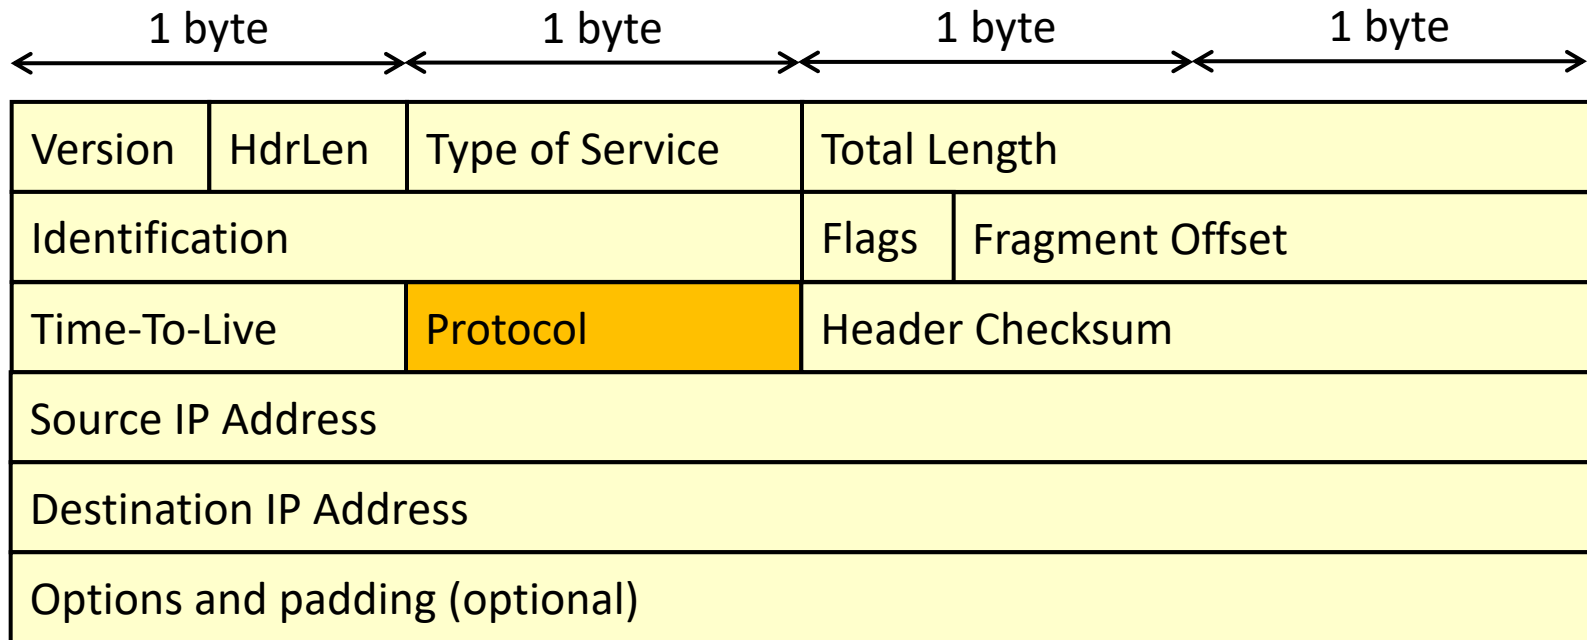 1 byte 1 byte 1 byte 1 byte
Version HdrLen Type of Service Total Length
Identification Flags Fragment Offset
Time-To-Live Protocol Header Checksum
Source IP Address
Destination IP Address
Options and padding (optional)